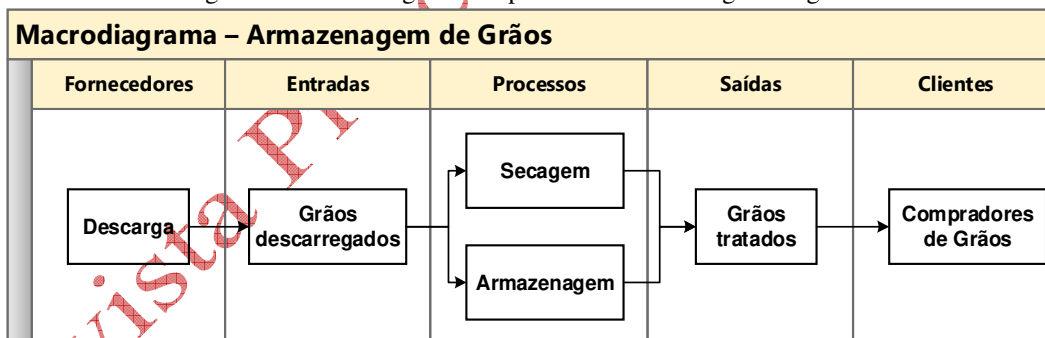 Macrodiagrama – Armazenagem de Grãos
Fornecedores
Entradas
Processos
Saídas
Clientes
Descarga
Grãos
descarregados
Secagem
Armazenagem
Grãos
tratados
Compradores
de Grãos
vista P